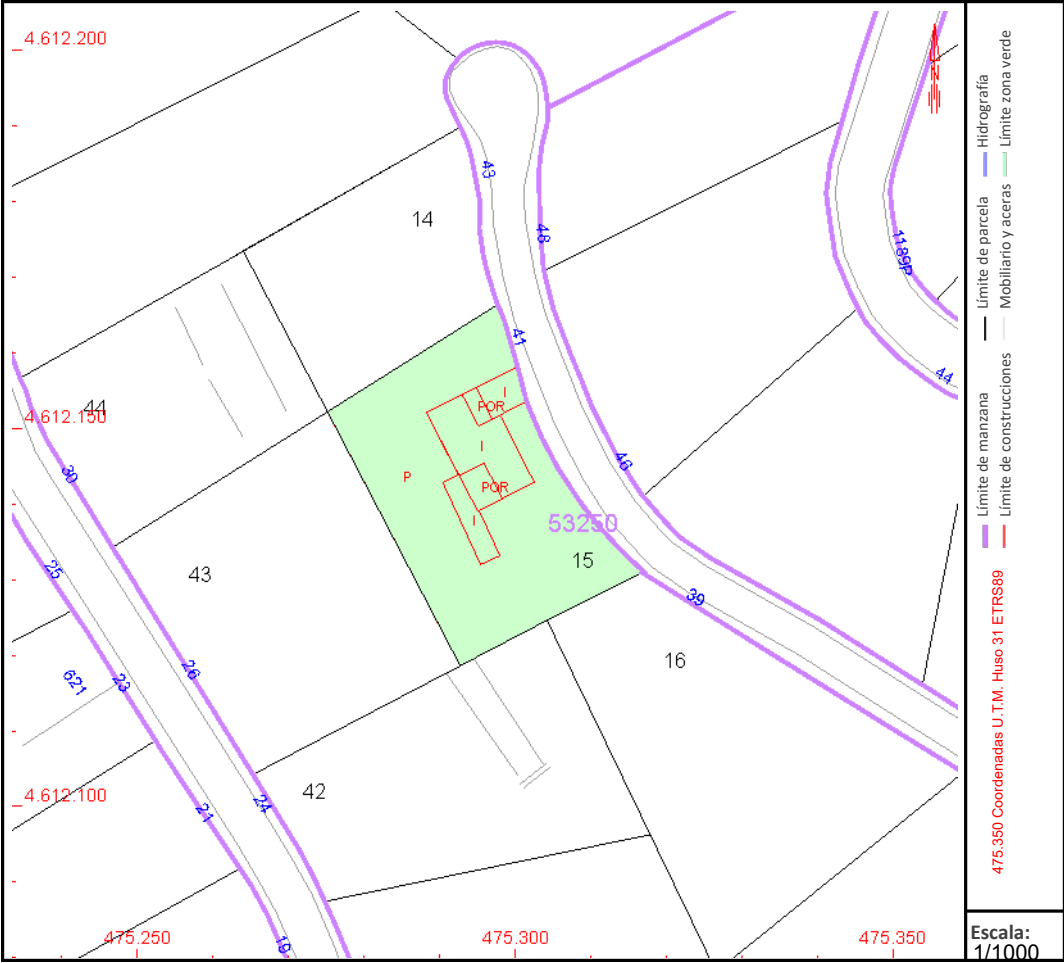 4.612.200
43
14
48
1189P
41
44
44
4.612.150
I
POR
I
P
POR
I
30
46
53250
25
43
15
39
26
16
621
23
4.612.100
42
24
21
19
475.250
475.300
475.350
N
Límite de manzana
Límite de parcela
Hidrografía
Límite de construcciones
Mobiliario y aceras
Límite zona verde
475.350 Coordenadas U.T.M. Huso 31 ETRS89
Escala:
1/1000